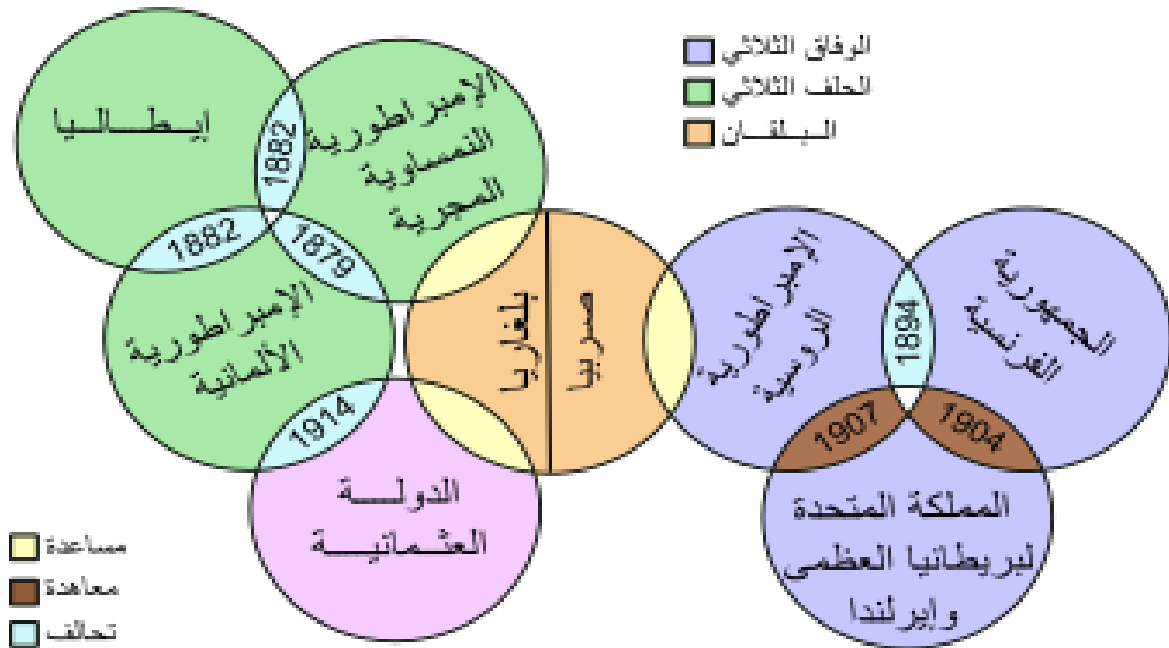 الوفاق الثلاثي
الحلف الثلاثي
البلقان
إيطاليا
الإمبراطورية
النمساوية
المجرية
1882
1882
1879
الإمبراطورية
الألمانية
1914
الدولة
العثمانية
بلغاريا
صربيا
الإمبراطورية
الروسية
1894
الجمهورية
الفرنسية
1907
1904
المملكة المتحدة
لبريطانيا العظمى
وإيرلندا
مساعدة
معاهدة
تحالف